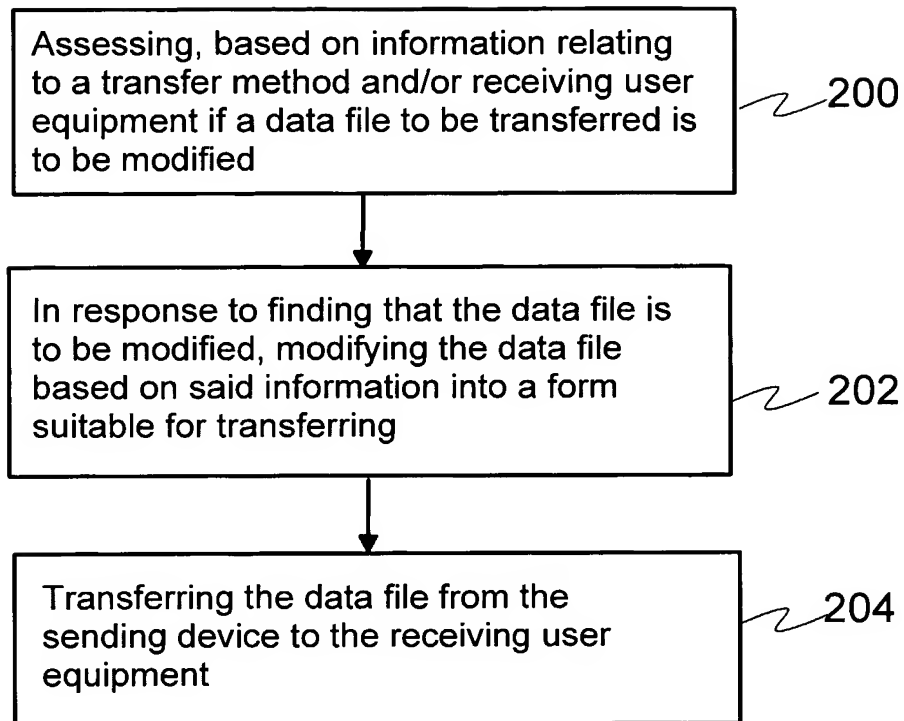 Assessing, based on information relating
to a transfer method and/or receiving user
equipment if a data file to be transferred is
to be modified
200
In response to finding that the data file is
to be modified, modifying the data file
based on said information into a form
suitable for transferring
202
Transferring the data file from the
sending device to the receiving user
equipment
204